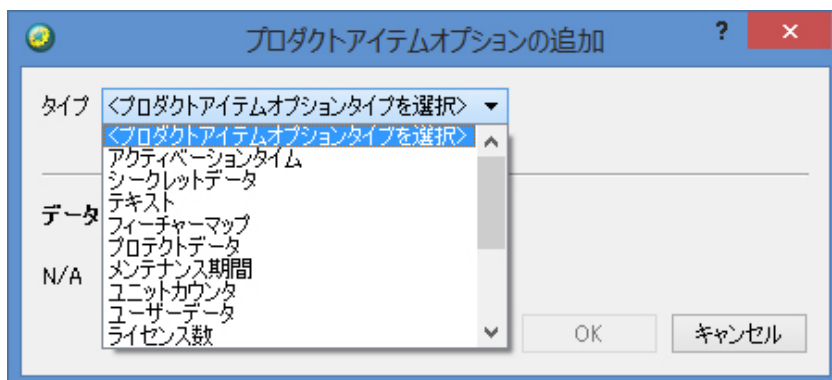 プロダクトアイテムオプションの追加 ? ×
タイプ <プロダクトアイテムオプションタイプを選択>
<プロダクトアイテムオプションタイプを選択>
アクティベーションタイム
シークレットデータ
テキスト
データ フィーチャーマップ
プロテクトデータ
N/A メンテナンス期間
ユニットカウンタ
ユーザーデータ
ライセンス数 OK キャンセル